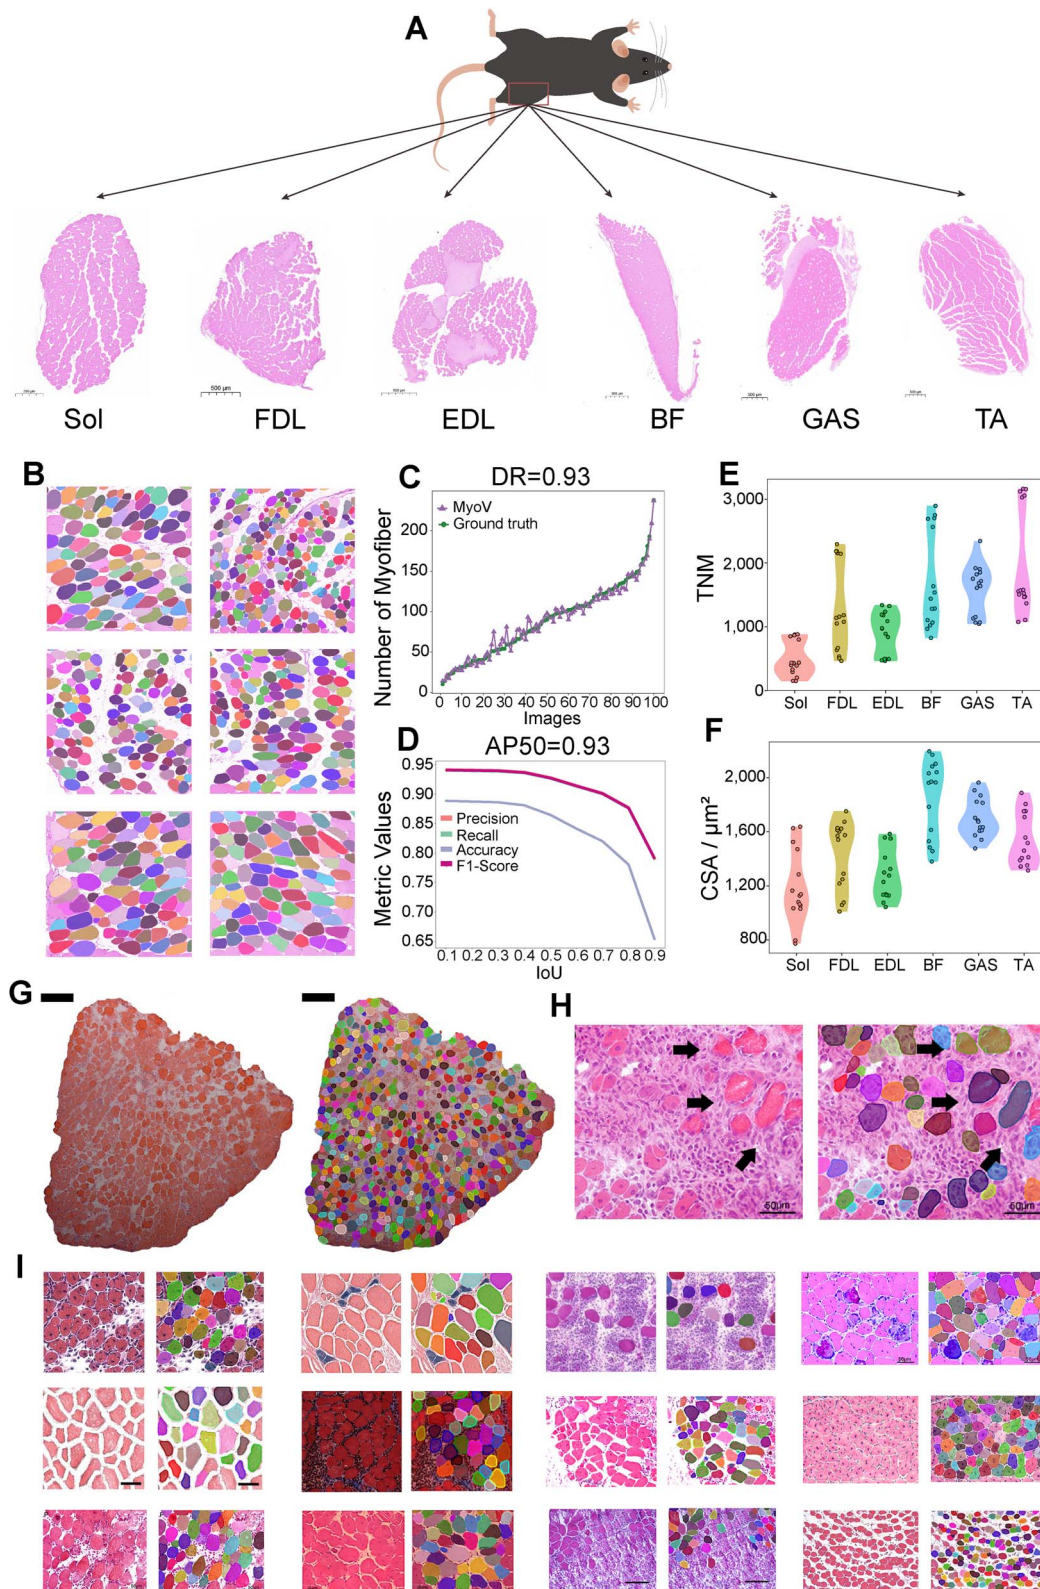 A
500 μm
Sol
FDL
EDL
BF
GAS
TA
B
C
DR=0.93
MyoV
Ground truth
Number of Myofiber
200
150
100
50
0
0 10 20 30 40 50 60 70 80 90 100
Images
D
AP50=0.93
Metric Values
0.95
0.90
0.85
0.80
0.75
0.70
0.65
Precision
Recall
Accuracy
F1-Score
0.1 0.2 0.3 0.4 0.5 0.6 0.7 0.8 0.9
IoU
E
TNM
3,000
2,000
1,000
0
Sol FDL EDL BF GAS TA
F
CSA / μm²
2,000
1,600
1,200
800
Sol FDL EDL BF GAS TA
G
H
50μm
50μm
I